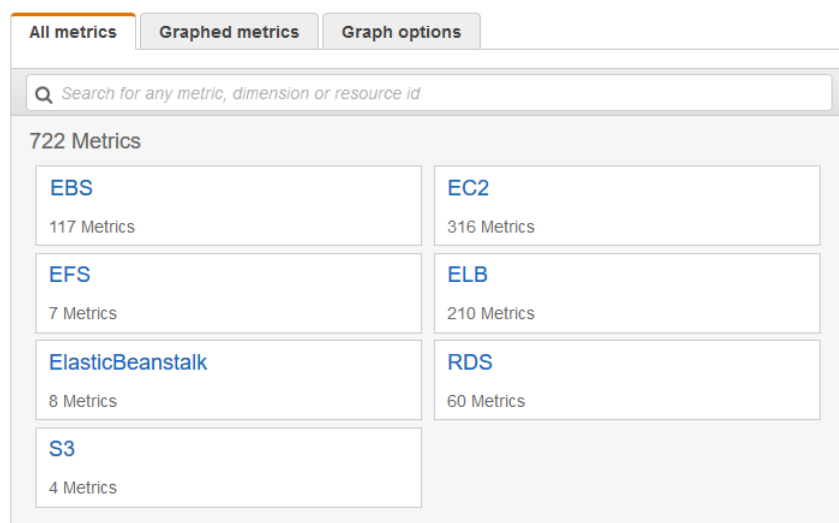 All metrics Graphed metrics Graph options
Search for any metric, dimension or resource id
722 Metrics
EBS
117 Metrics
EC2
316 Metrics
EFS
7 Metrics
ELB
210 Metrics
ElasticBeanstalk
8 Metrics
RDS
60 Metrics
S3
4 Metrics